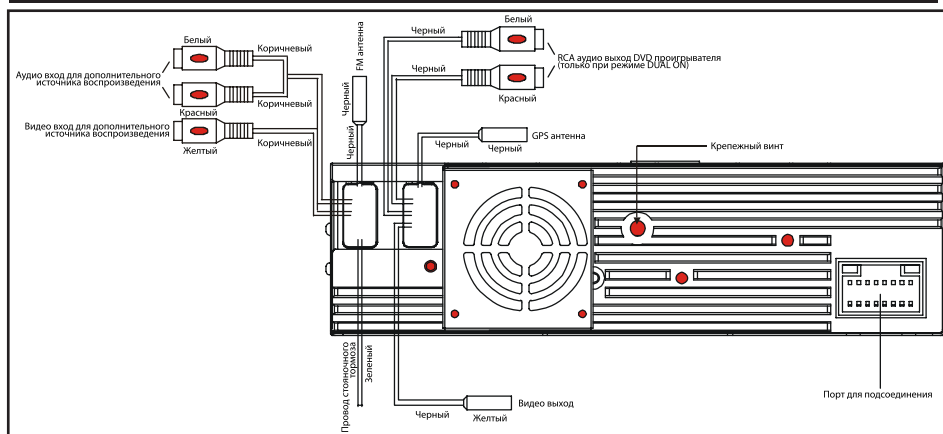 Белый
Коричневый
Аудио вход для дополнительного
источника воспроизведения
Красный
Коричневый
Видео вход для дополнительного
источника воспроизведения
Желтый
Коричневый
FM антенна
Черный
Черный
Черный
Белый
RCA аудио выход DVD проигрывателя
(только при режиме DUAL ON)
Черный
Красный
GPS антенна
Черный
Черный
Крепежный винт
Провод стояночного
тормоза
Зеленый
Видео выход
Черный
Желтый
Порт для подсоединения